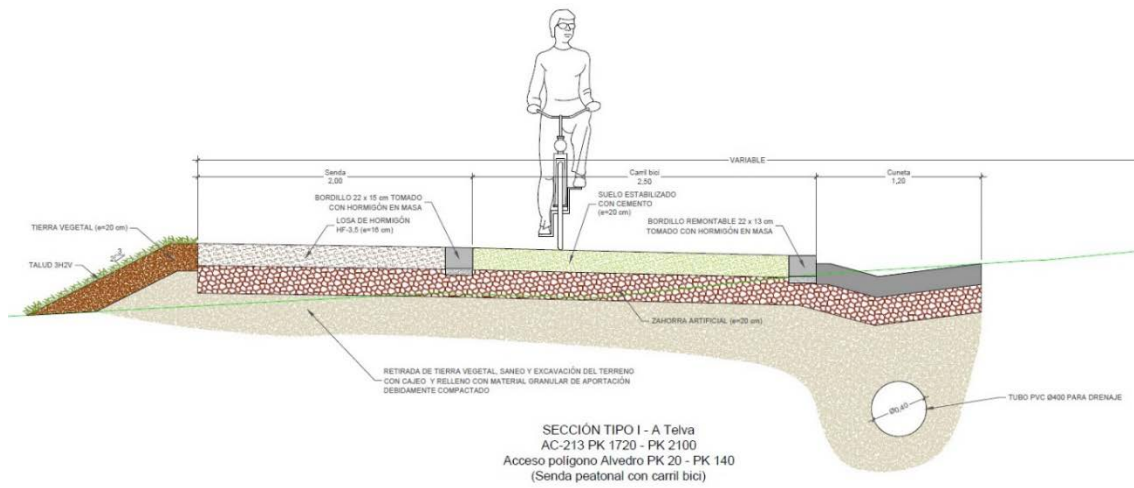 VARIABLE
Senda
2,00
Carril bici
2,50
Cuneta
1,20
BORDILLO 22 x 15 cm TOMADO
CON HORMIGÓN EN MASA
SUELO ESTABILIZADO
CON CEMENTO
(e=20 cm)
LOSA DE HORMIGÓN
HF-3,5 (e=16 cm)
BORDILLO REMONTABLE 22 x 13 cm
TOMADO CON HORMIGÓN EN MASA
TIERRA VEGETAL (e=20 cm)
TALUD 3H2V
ZAHORRA ARTIFICIAL (e=20 cm)
RETIRADA DE TIERRA VEGETAL, SANEO Y EXCAVACIÓN DEL TERRENO
CON CAJEO Y RELLENO CON MATERIAL GRANULAR DE APORTACIÓN
DEBIDAMENTE COMPACTADO
Ø0,40
TUBO PVC Ø400 PARA DRENAJE
SECCIÓN TIPO I - A Telva
AC-213 PK 1720 - PK 2100
Acceso polígono Alvedro PK 20 - PK 140
(Senda peatonal con carril bici)